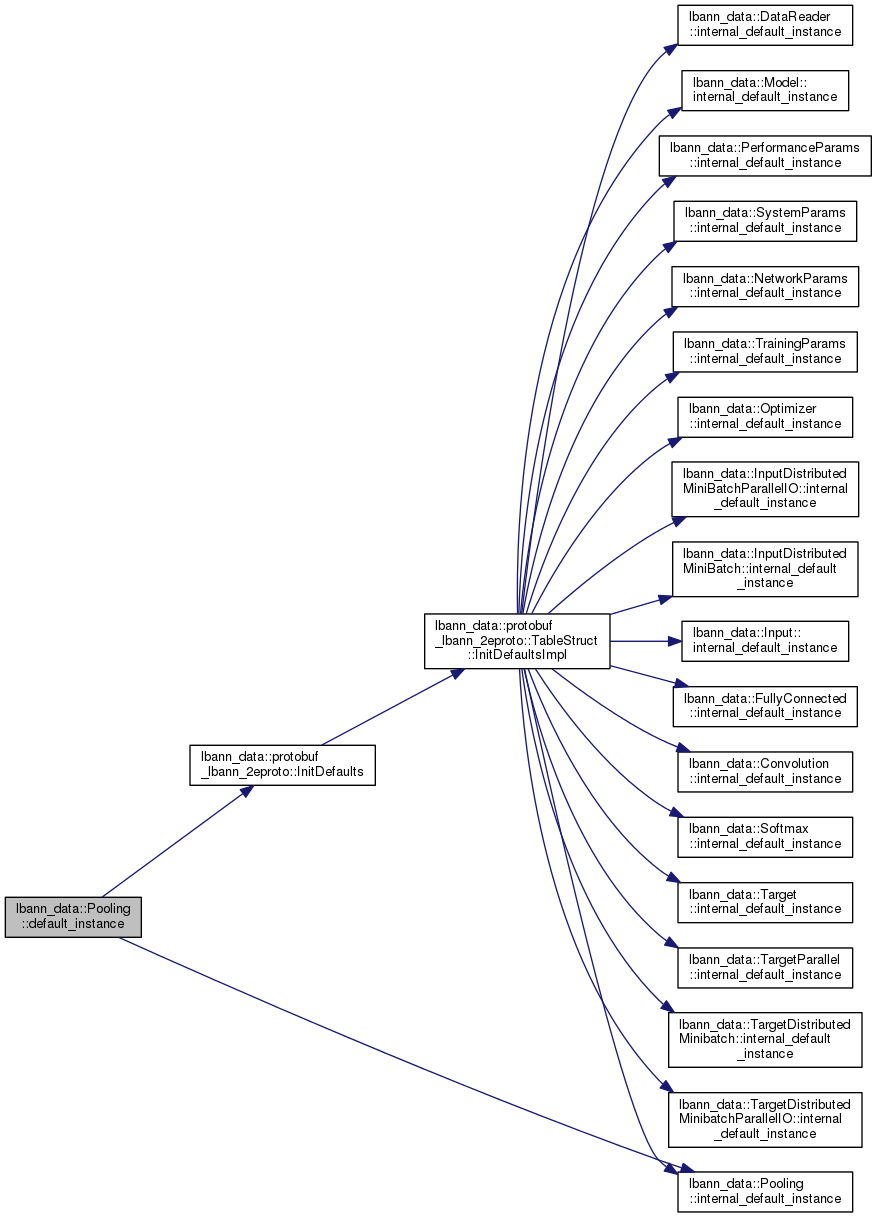 lbann_data::DataReader
::internal_default_instance
lbann_data::Model::
internal_default_instance
lbann_data::PerformanceParams
::internal_default_instance
lbann_data::SystemParams
::internal_default_instance
lbann_data::NetworkParams
::internal_default_instance
lbann_data::TrainingParams
::internal_default_instance
lbann_data::Optimizer
::internal_default_instance
lbann_data::InputDistributed
MiniBatchParallelIO::internal
_default_instance
lbann_data::InputDistributed
MiniBatch::internal_default
_instance
lbann_data::protobuf
_lbann_2eproto::TableStruct
::InitDefaultsImpl
lbann_data::Input::
internal_default_instance
lbann_data::FullyConnected
::internal_default_instance
lbann_data::protobuf
_lbann_2eproto::InitDefaults
lbann_data::Convolution
::internal_default_instance
lbann_data::Softmax
::internal_default_instance
lbann_data::Pooling
::default_instance
lbann_data::Target
::internal_default_instance
lbann_data::TargetParallel
::internal_default_instance
lbann_data::TargetDistributed
Minibatch::internal_default
_instance
lbann_data::TargetDistributed
MinibatchParallelIO::internal
_default_instance
lbann_data::Pooling
::internal_default_instance